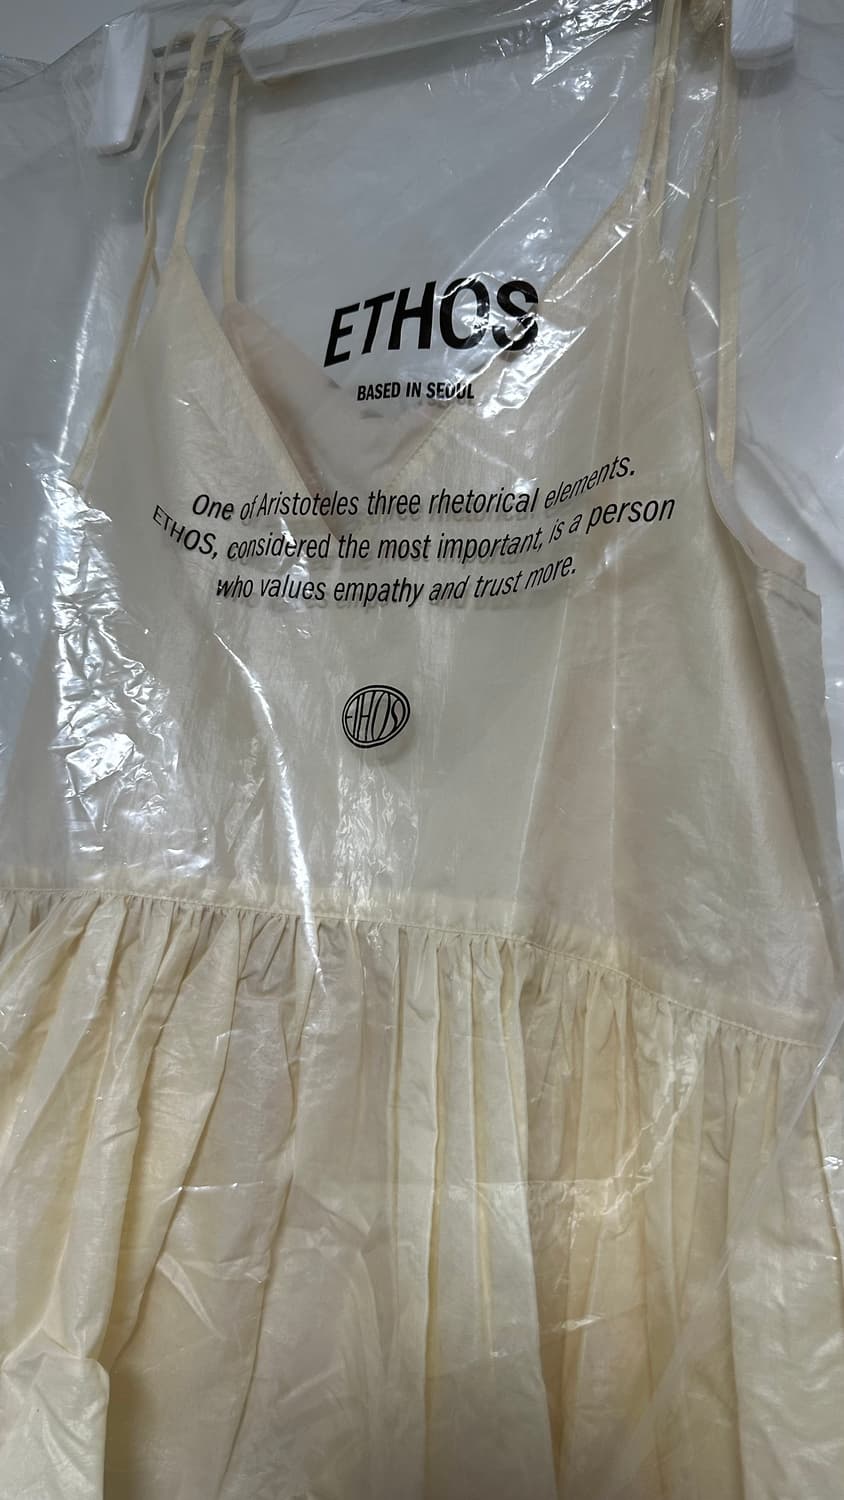 ETHOS
BASED IN SEOUL
One of Aristoteles three rhetorical elements.
ETHOS, considered the most important, is a person
who values empathy and trust more.
ETHOS